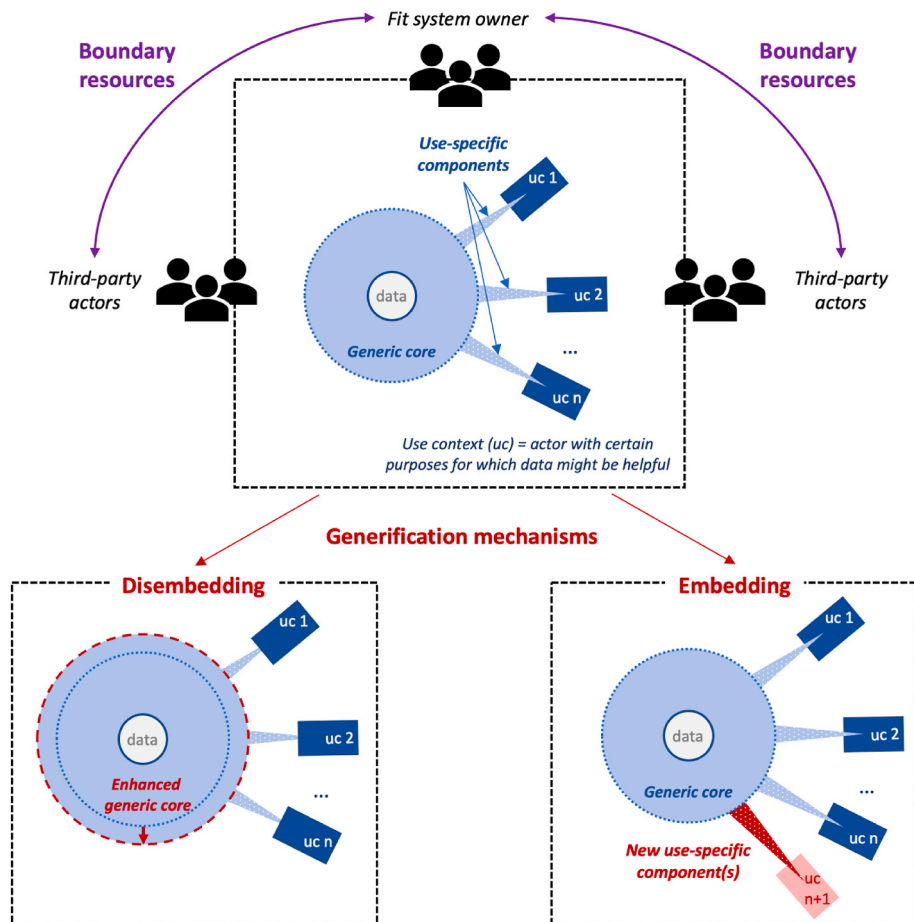 Fit system owner
Boundary
resources
Boundary
resources
Use-specific
components
uc 1
Third-party
actors
data
uc 2
Third-party
actors
...
Generic core
uc n
Use context (uc) = actor with certain
purposes for which data might be helpful
Generification mechanisms
Disembedding
uc 1
data
uc 2
Enhanced
generic core
...
uc n
Embedding
uc 1
data
uc 2
Generic core
...
uc n
New use-specific
component(s)
uc
n+1